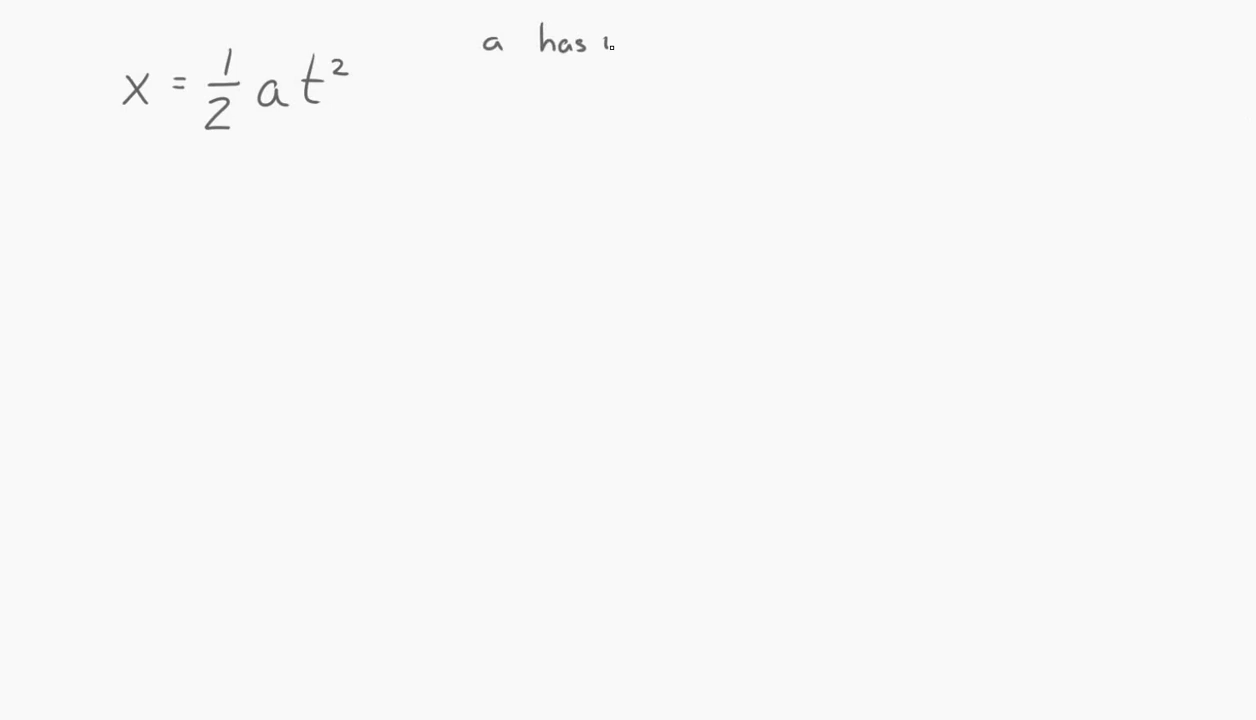 x = 1/2 a t²
a has